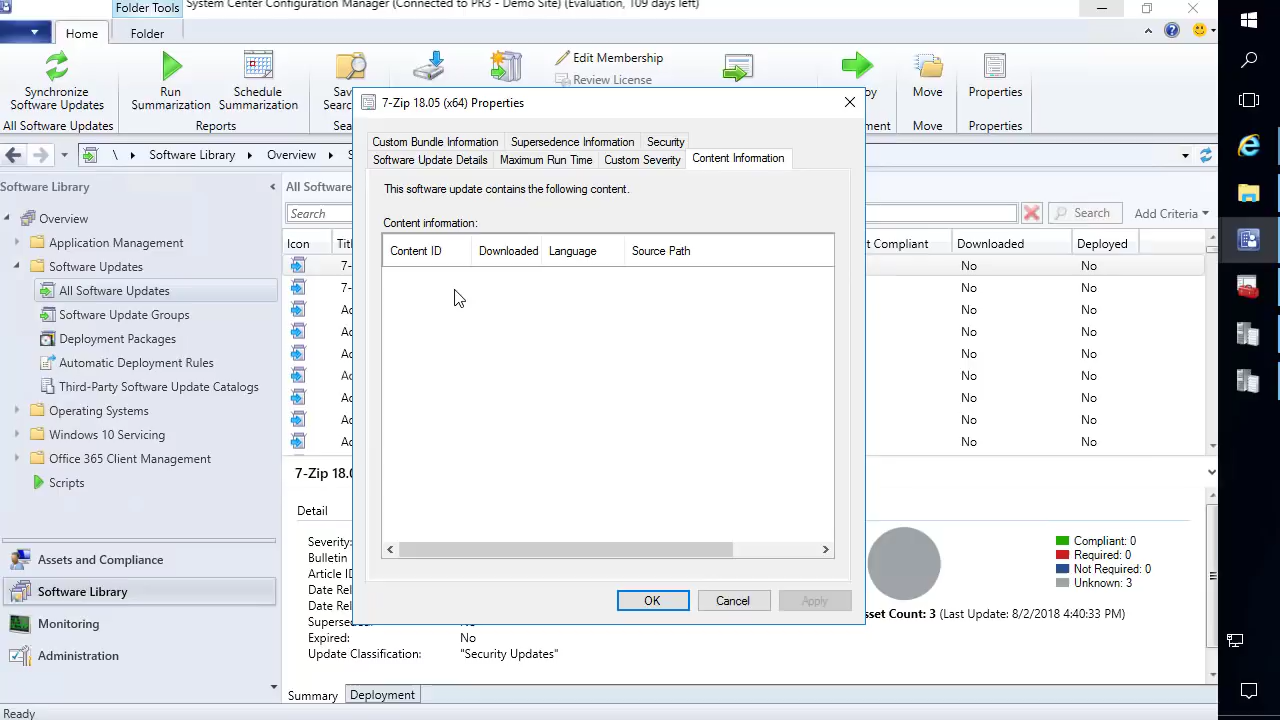 Folder Tools
System Center Configuration Manager (Connected to PR3 - Demo Site) (Evaluation, 109 days left)
Home
Folder
Synchronize
Software Updates
Run
Summarization
Schedule
Summarization
Edit Membership
Review License
Move
Properties
All Software Updates
Reports
Move
Properties
\ Software Library Overview
Software Library
Overview
Application Management
Software Updates
All Software Updates
Software Update Groups
Deployment Packages
Automatic Deployment Rules
Third-Party Software Update Catalogs
Operating Systems
Windows 10 Servicing
Office 365 Client Management
Scripts
Assets and Compliance
Software Library
Monitoring
Administration
Ready
Search
Search
Add Criteria
Icon
Compliant
Downloaded
Deployed
No No
No No
No No
No No
No No
No No
No No
No No
No No
7-Zip 18.05 (x64) Properties
Custom Bundle Information
Supersedence Information
Security
Software Update Details
Maximum Run Time
Custom Severity
Content Information
This software update contains the following content.
Content information:
Content ID
Downloaded
Language
Source Path
OK
Cancel
Apply
Detail
Severity:
Bulletin
Article ID
Expired:
No
Update Classification:
"Security Updates"
Compliant: 0
Required: 0
Not Required: 0
Unknown: 3
Count: 3 (Last Update: 8/2/2018 4:40:33 PM)
Summary
Deployment